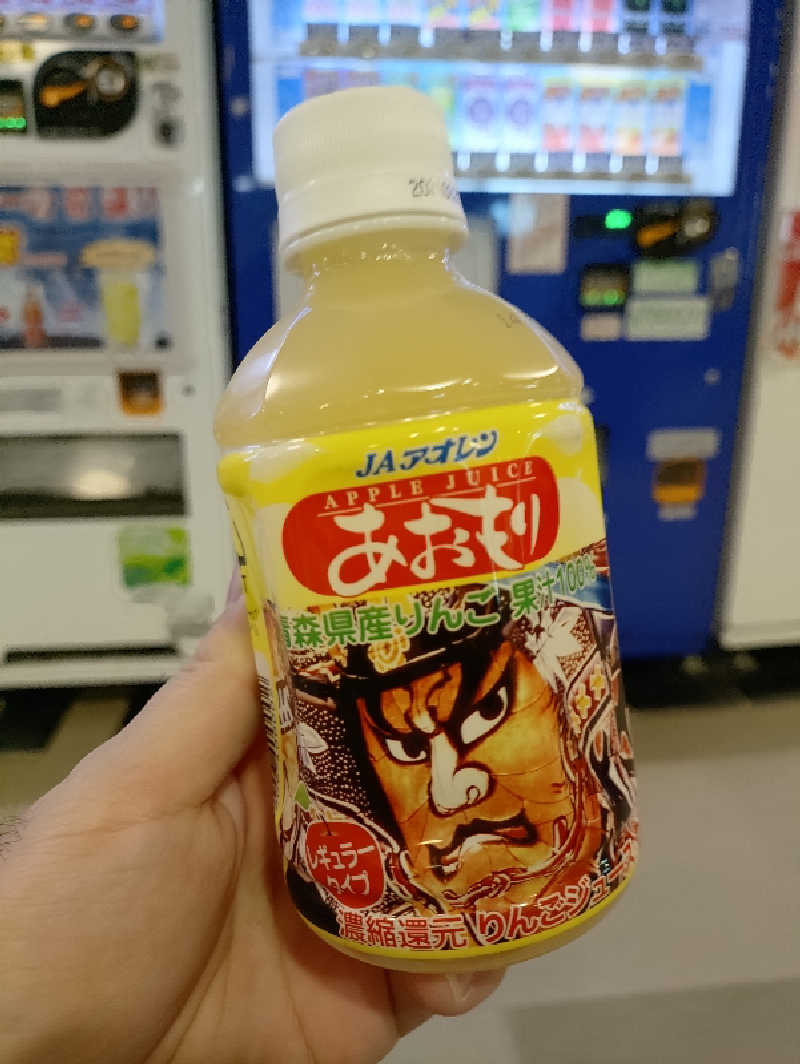 JAアオレン
APPLE JUICE
あおもり
青森県産りんご 果汁100%
レギュラー
タイプ
濃縮還元 りんごジュース